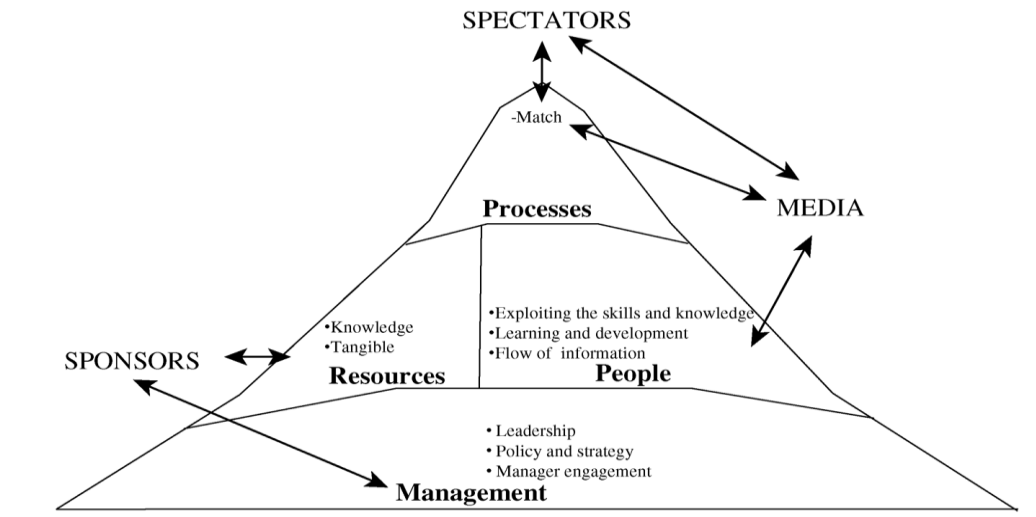 SPECTATORS
-Match
MEDIA
Processes
•Exploiting the skills and knowledge
•Learning and development
•Flow of information
People
•Knowledge
•Tangible
Resources
SPONSORS
• Leadership
• Policy and strategy
• Manager engagement
Management